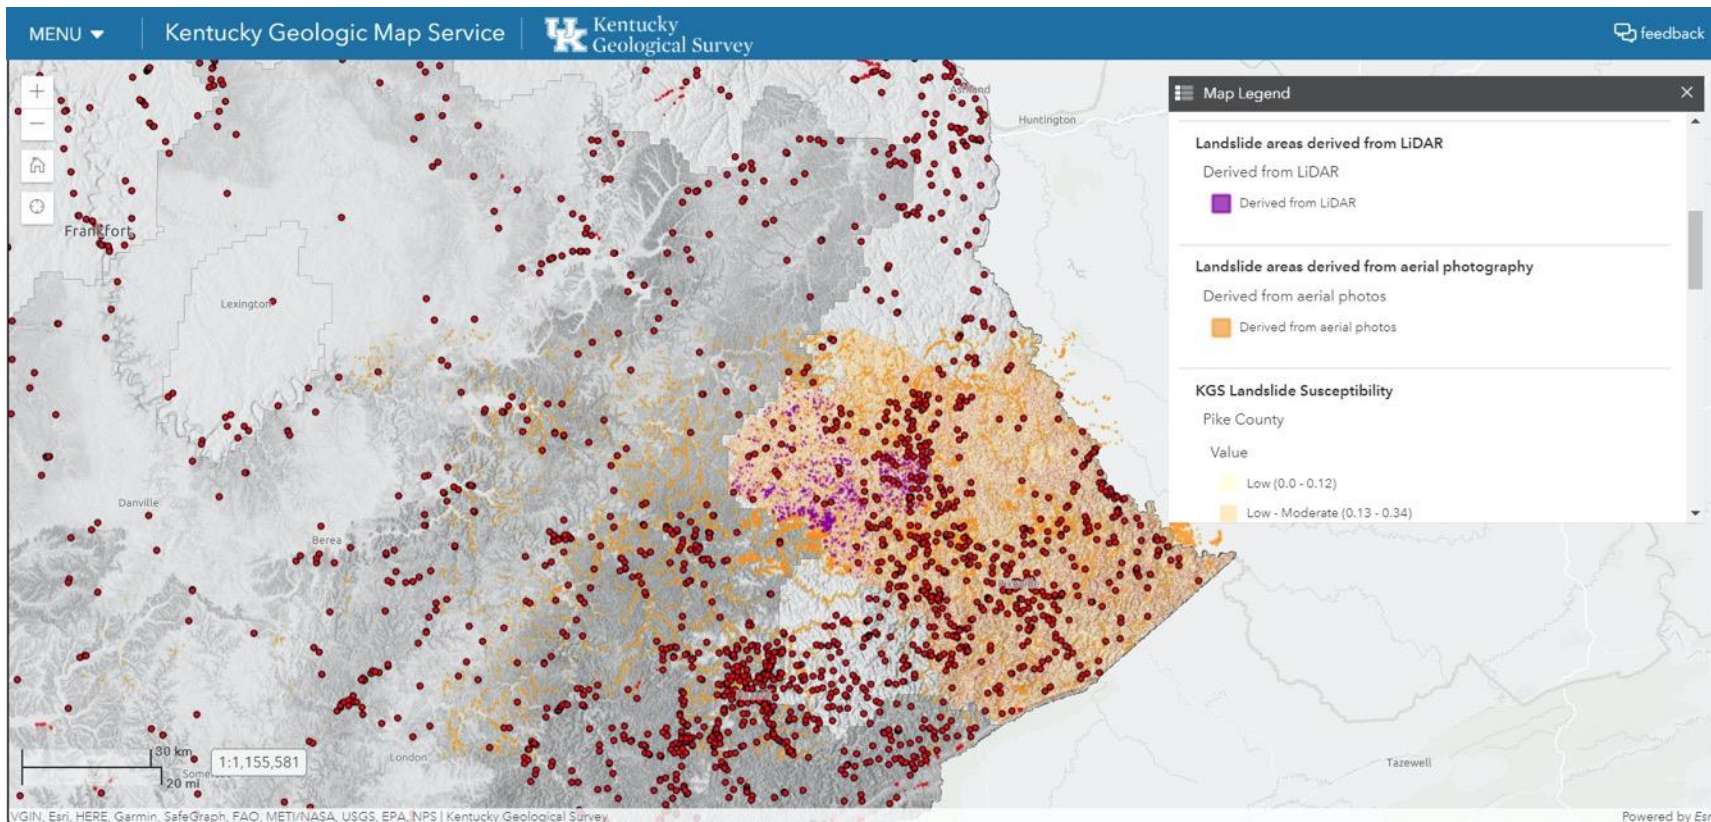 MENU
Kentucky Geologic Map Service
UK
Kentucky
Geological Survey
feedback
Map Legend
Landslide areas derived from LiDAR
Derived from LiDAR
Derived from LiDAR
Landslide areas derived from aerial photography
Derived from aerial photos
Derived from aerial photos
KGS Landslide Susceptibility
Pike County
Value
Low (0.0 - 0.12)
Low - Moderate (0.13 - 0.34)
Ashland
Huntington
Frankfort
Lexington
Danville
Berea
London
Tazewell
30 km
20 mi
1:1,155,581
VGIN, Esri, HERE, Garmin, SafeGraph, FAO, METI/NASA, USGS, EPA, NPS | Kentucky Geological Survey
Powered by Esri